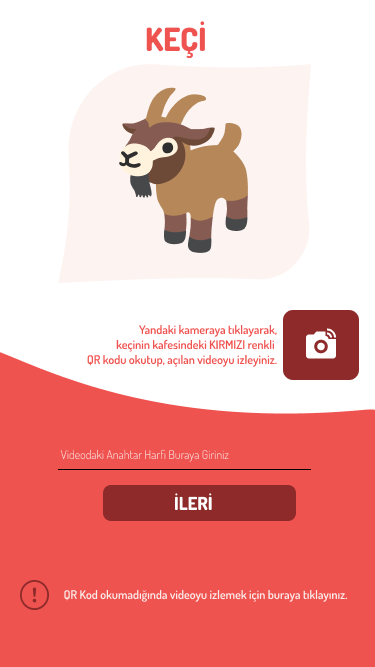 KEÇİ
Yandaki kameraya tıklayarak,
keçinin kafesindeki KIRMIZI renkli
QR kodu okutup, açılan videoyu izleyiniz.
Videodaki Anahtar Harfi Buraya Giriniz
İLERİ
QR Kod okumadığında videoyu izlemek için buraya tıklayınız.